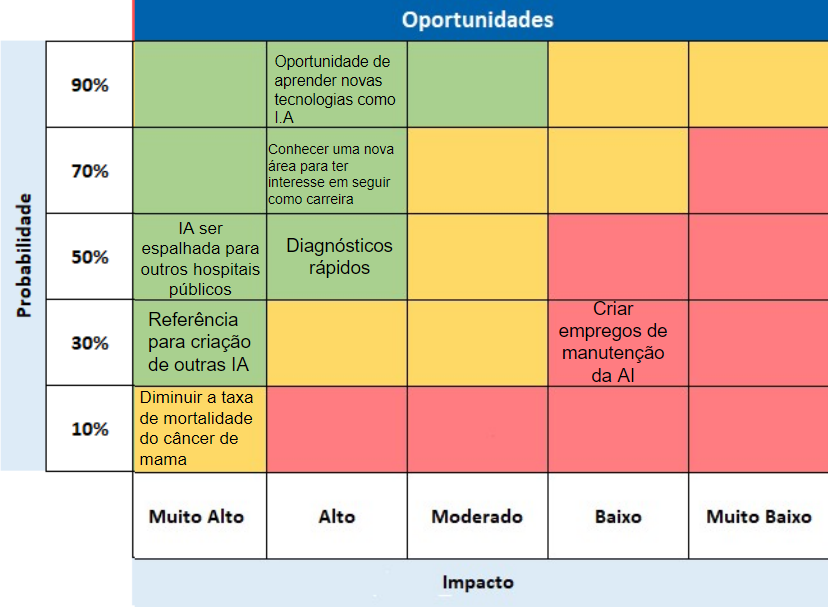 Oportunidades
Probabilidade
90%
Oportunidade de
aprender novas
tecnologias como
I.A
70%
Conhecer uma nova
área para ter
interesse em seguir
como carreira
50%
IA ser
espalhada para
outros hospitais
públicos
Diagnósticos
rápidos
30%
Referência
para criação
de outras IA
Criar
empregos de
manutenção
da AI
10%
Diminuir a taxa
de mortalidade
do câncer de
mama
Muito Alto
Alto
Moderado
Baixo
Muito Baixo
Impacto